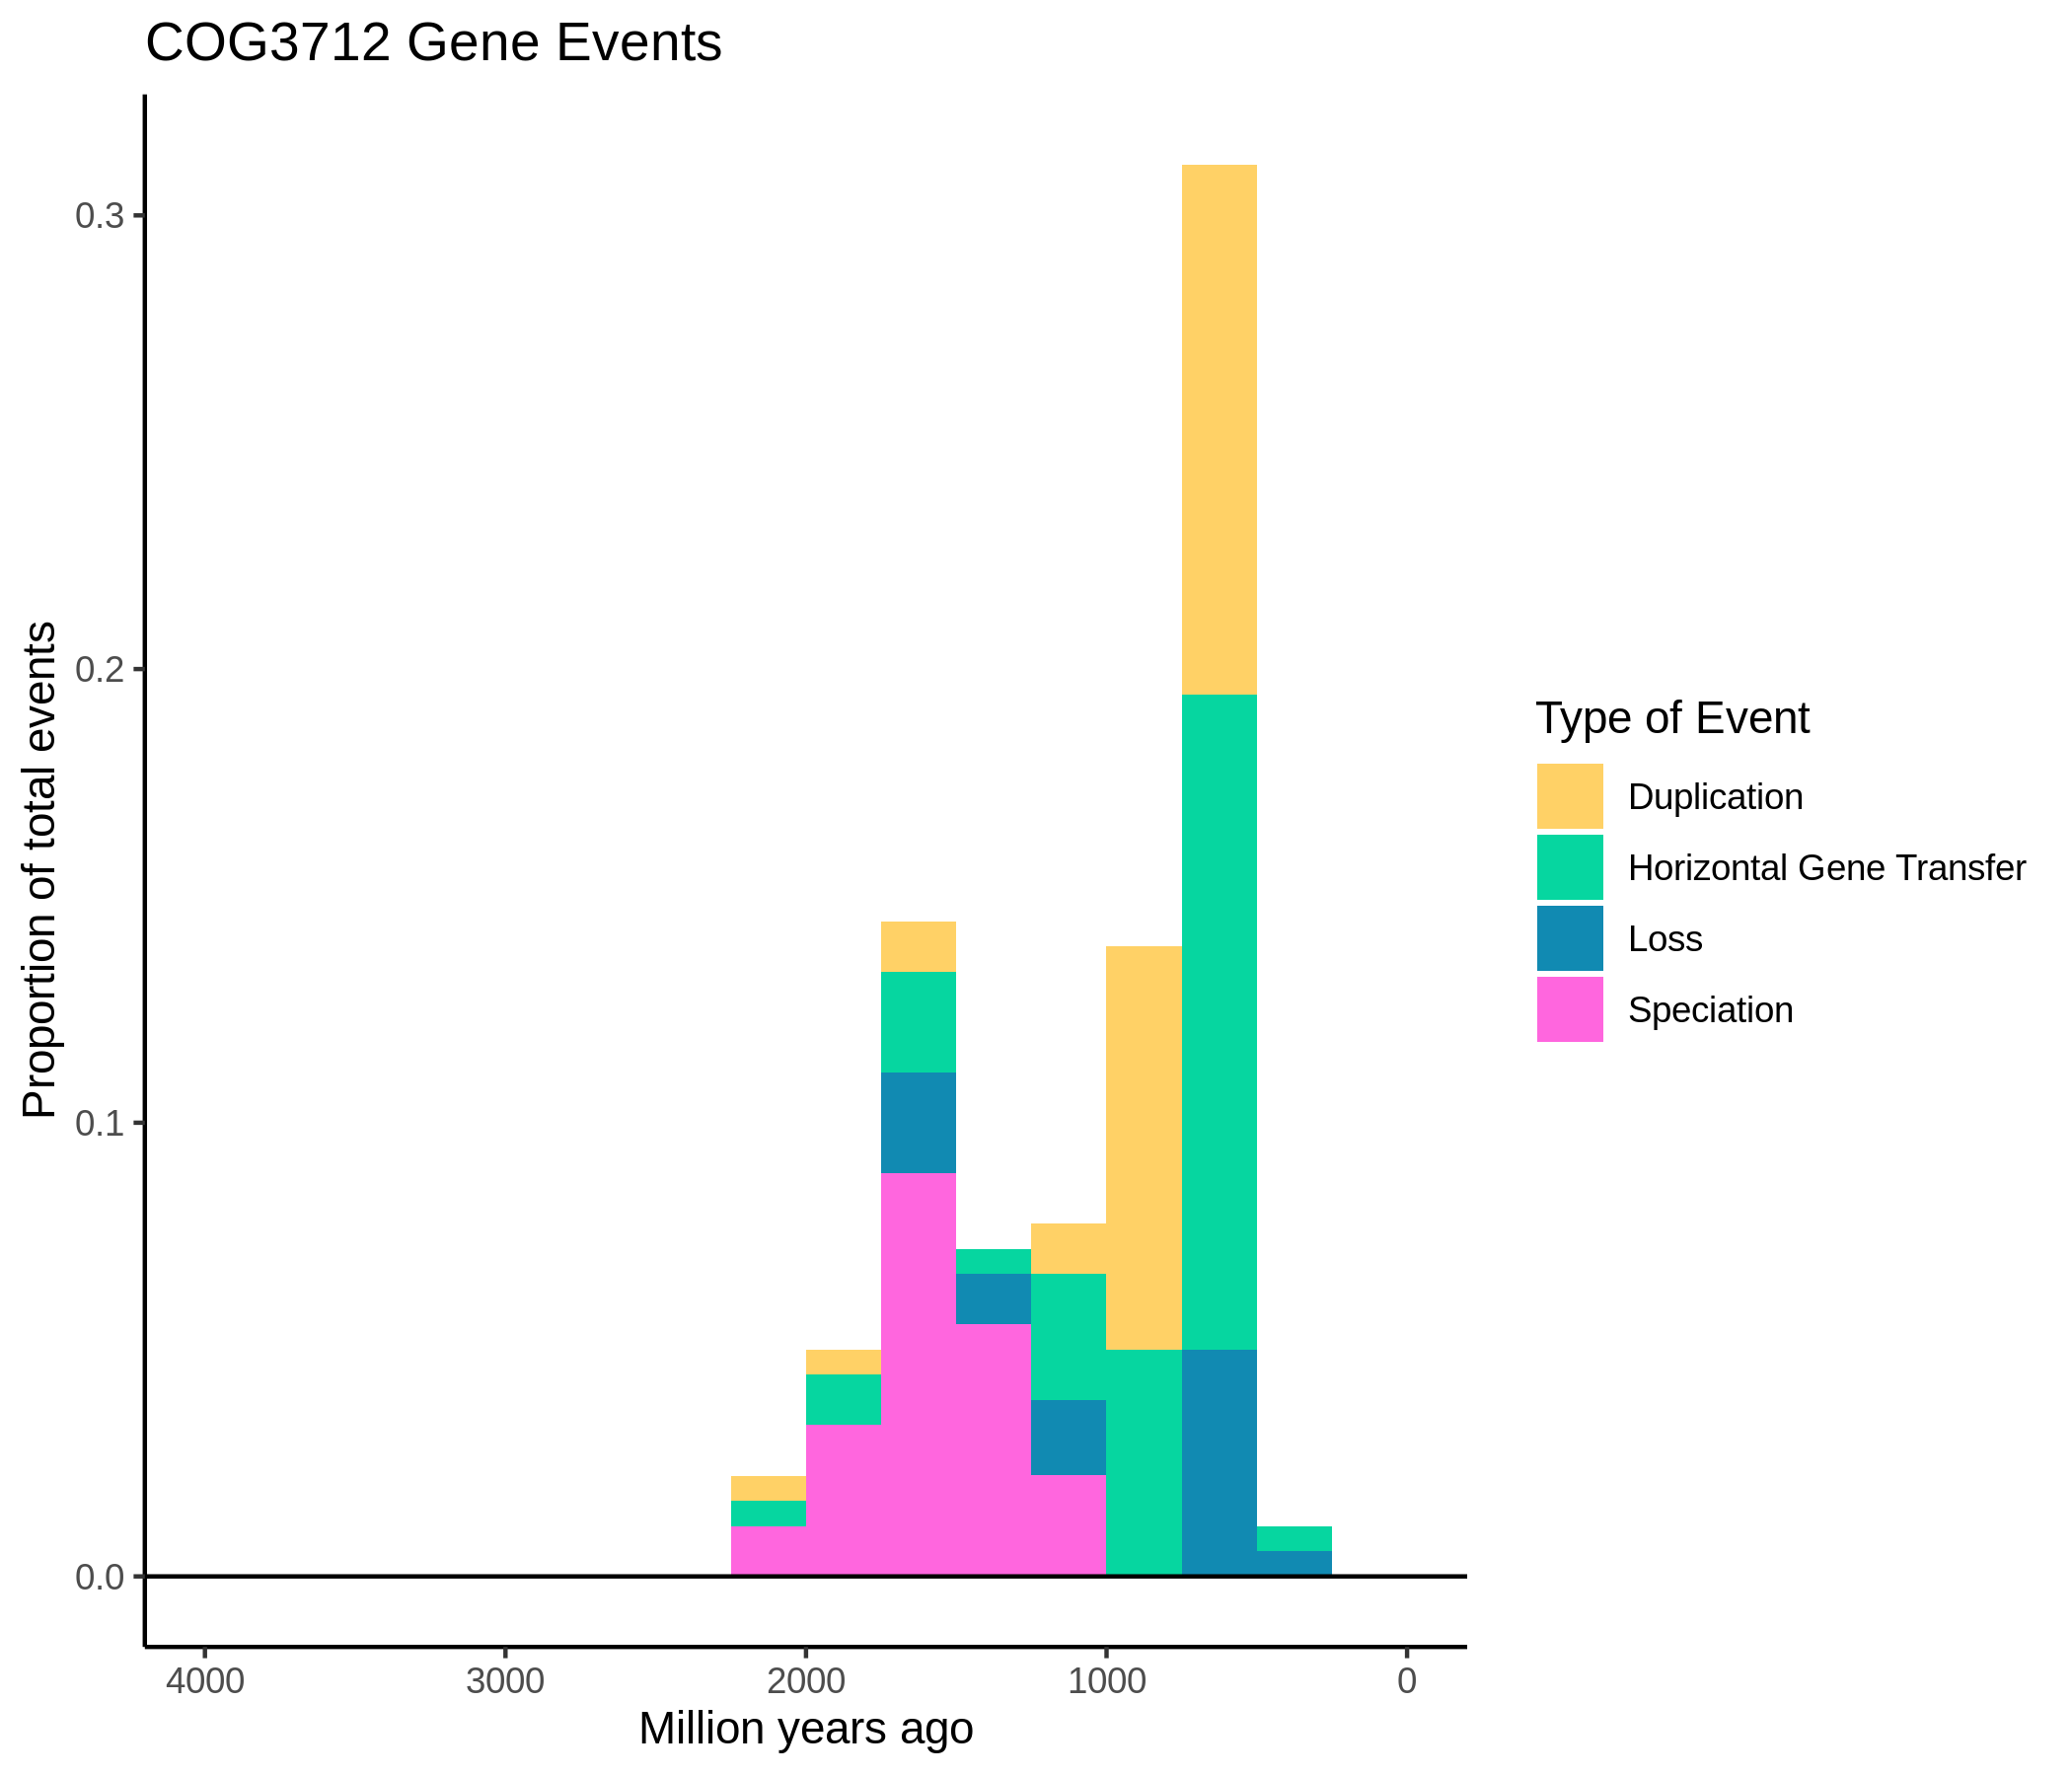 COG3712 Gene Events
Proportion of total events
0.3
0.2
0.1
0.0
4000 3000 2000 1000 0
Million years ago
Type of Event
Duplication
Horizontal Gene Transfer
Loss
Speciation